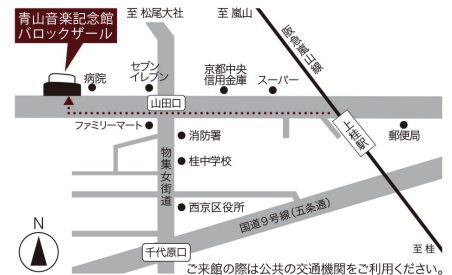 至 松尾大社
至 嵐山
青山音楽記念館
バロックザール
阪急嵐山線
病院
セブン
イレブン
京都中央
信用金庫
スーパー
山田口
上桂駅
ファミリーマート
消防署
郵便局
物集女街道
桂中学校
西京区役所
国道9号線(五条通)
N
千代原口
至 桂
ご来館の際は公共の交通機関をご利用ください。